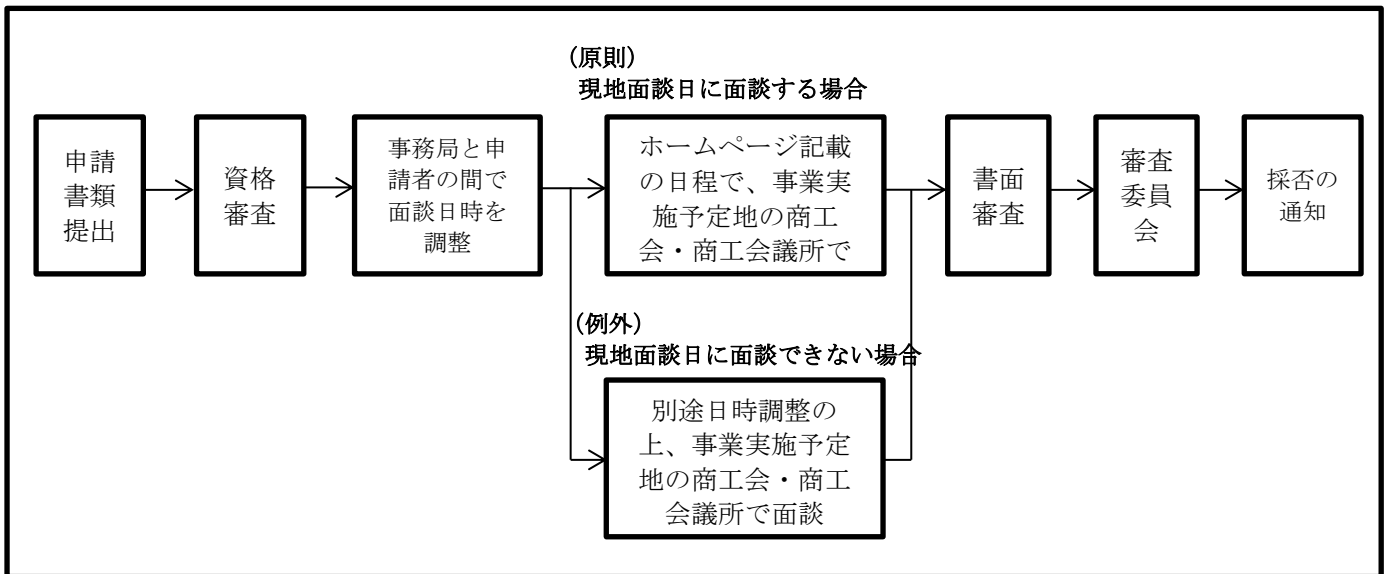 申請
書類
提出
資格
審査
事務局と申
請者の間で
面談日時を
調整
（原則）
現地面談日に面談する場合
ホームページ記載
の日程で、事業実
施予定地の商工
会・商工会議所で
（例外）
現地面談日に面談できない場合
別途日時調整の
上、事業実施予定
地の商工会・商工
会議所で面談
書面
審査
審査
委員
会
採否の
通知